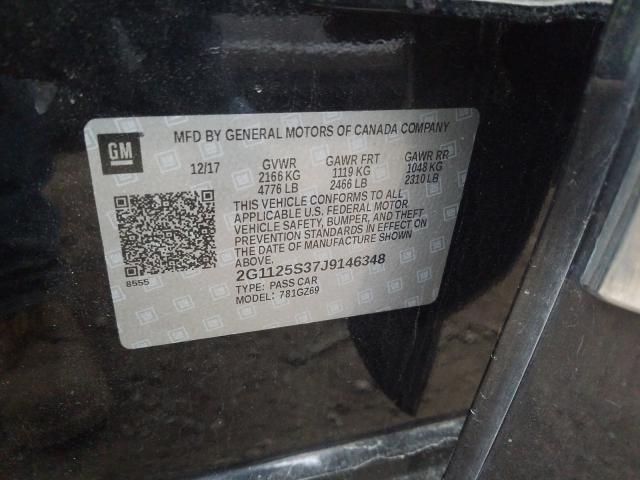 GM
MFD BY GENERAL MOTORS OF CANADA COMPANY
12/17 GVWR GAWR FRT GAWR RR
2166 KG 1119 KG 1048 KG
4776 LB 2466 LB 2310 LB
THIS VEHICLE CONFORMS TO ALL
APPLICABLE U.S. FEDERAL MOTOR
VEHICLE SAFETY, BUMPER, AND THEFT
PREVENTION STANDARDS IN EFFECT ON
THE DATE OF MANUFACTURE SHOWN
ABOVE.
8555
2G1125S37J9146348
TYPE: PASS CAR
MODEL: 781GZ69